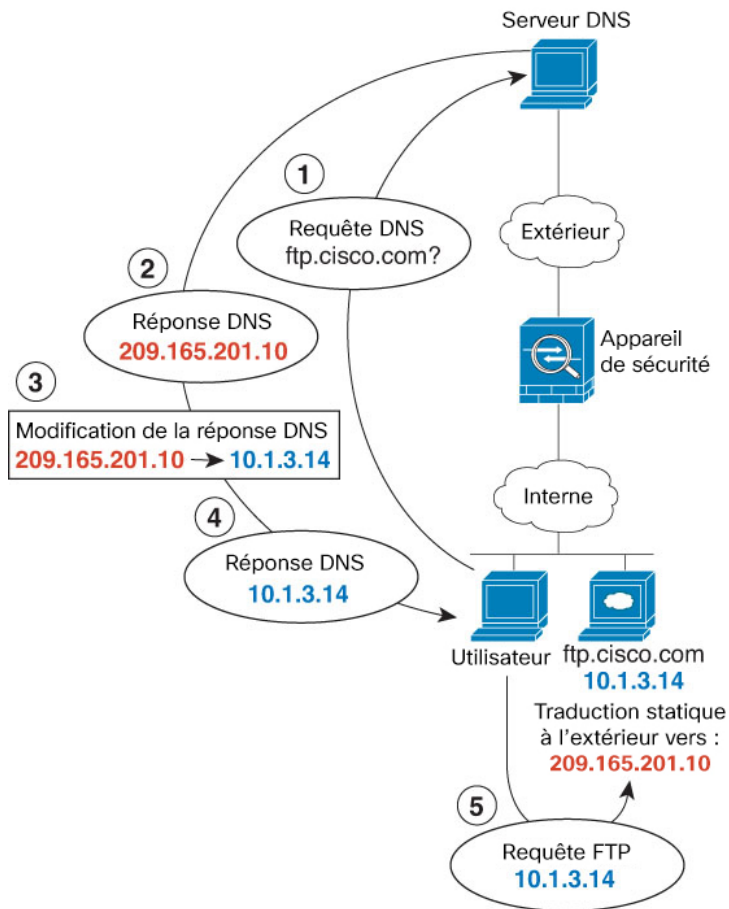 Serveur DNS
1
Requête DNS
ftp.cisco.com?
Extérieur
2
Réponse DNS
209.165.201.10
Appareil
de sécurité
3
Modification de la réponse DNS
209.165.201.10 → 10.1.3.14
Interne
4
Réponse DNS
10.1.3.14
Utilisateur
ftp.cisco.com
10.1.3.14
Traduction statique
à l'extérieur vers :
209.165.201.10
5
Requête FTP
10.1.3.14